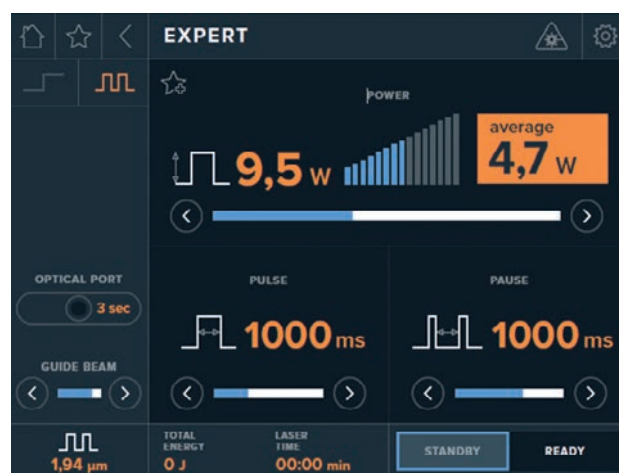 EXPERT
POWER
9,5 W
average
4,7 W
OPTICAL PORT
3 sec
PULSE
1000 ms
PAUSE
1000 ms
GUIDE BEAM
1,94 µm
TOTAL ENERGY
0 J
LASER TIME
00:00 min
STANDBY
READY